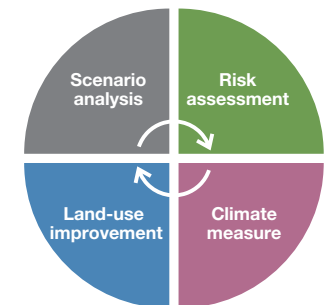 Scenario
analysis
Risk
assessment
Land-use
improvement
Climate
measure